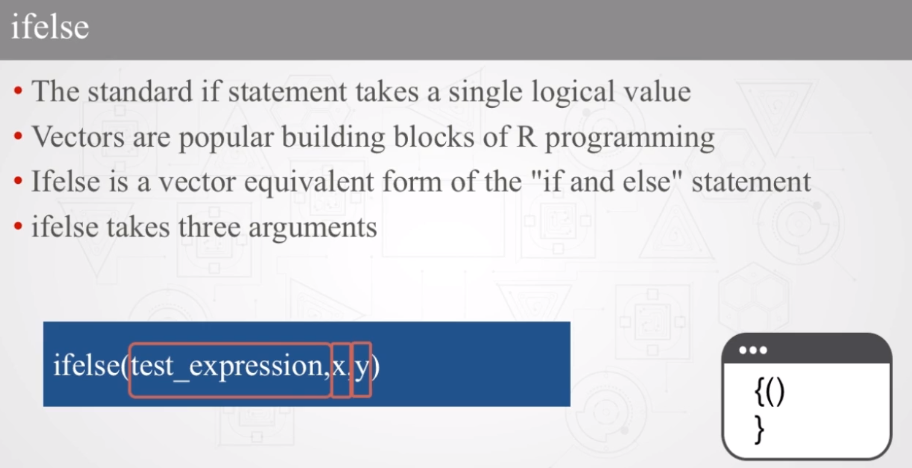 ifelse
• The standard if statement takes a single logical value
• Vectors are popular building blocks of R programming
• Ifelse is a vector equivalent form of the "if and else" statement
• ifelse takes three arguments
ifelse(test_expression,x,y)
{()
}